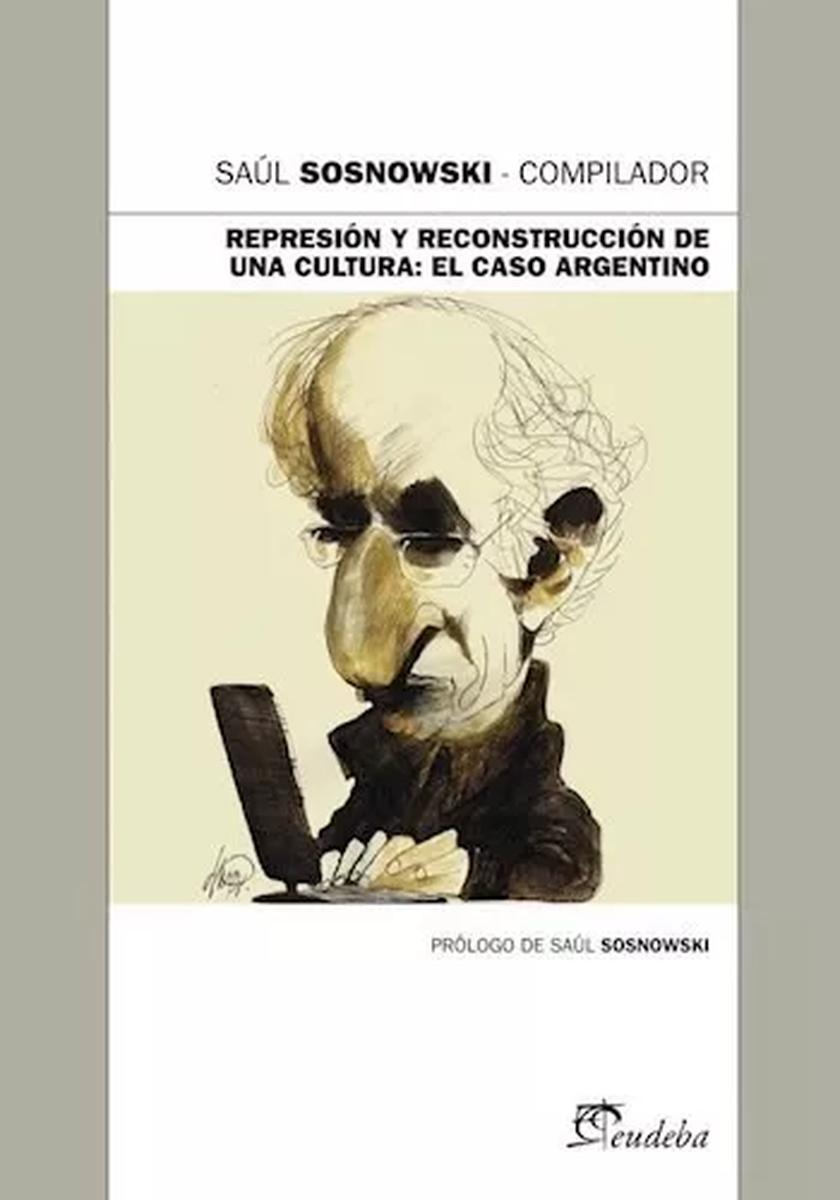 SAÚL SOSNOWSKI - COMPILADOR
REPRESIÓN Y RECONSTRUCCIÓN DE
UNA CULTURA: EL CASO ARGENTINO
PRÓLOGO DE SAÚL SOSNOWSKI
eudeba